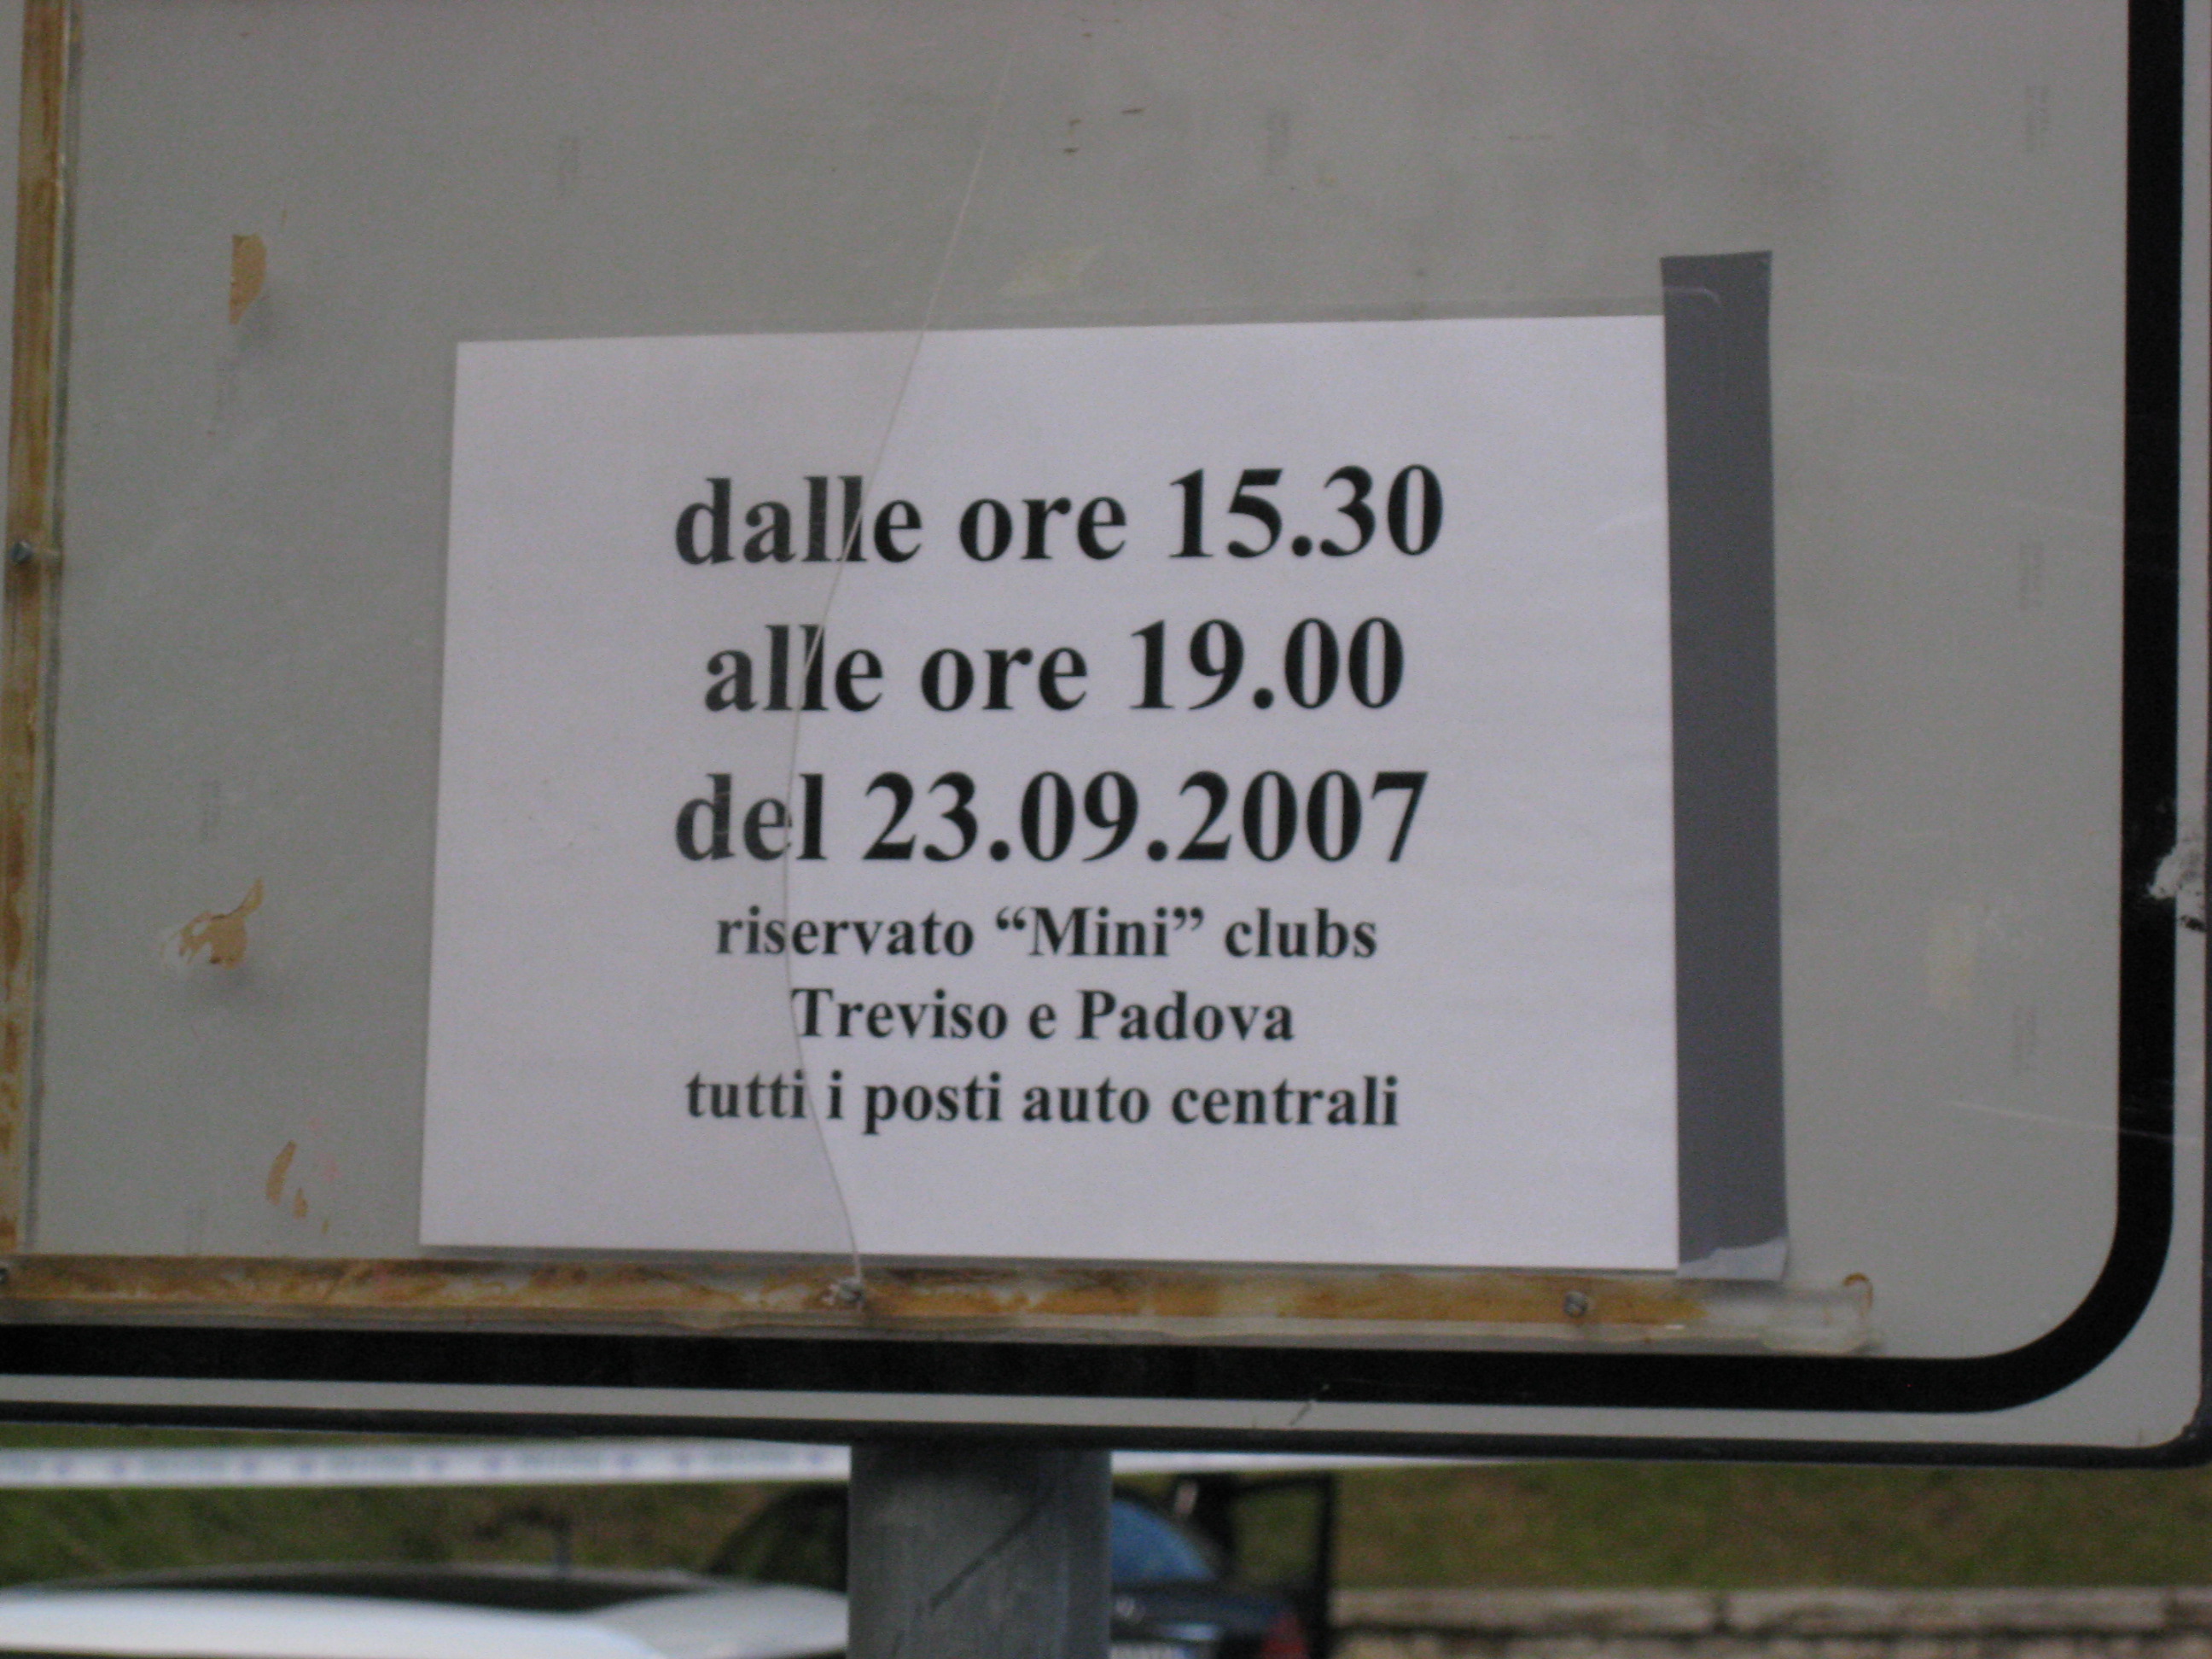 dalle ore 15.30
alle ore 19.00
del 23.09.2007
riservato “Mini” clubs
Treviso e Padova
tutti i posti auto centrali